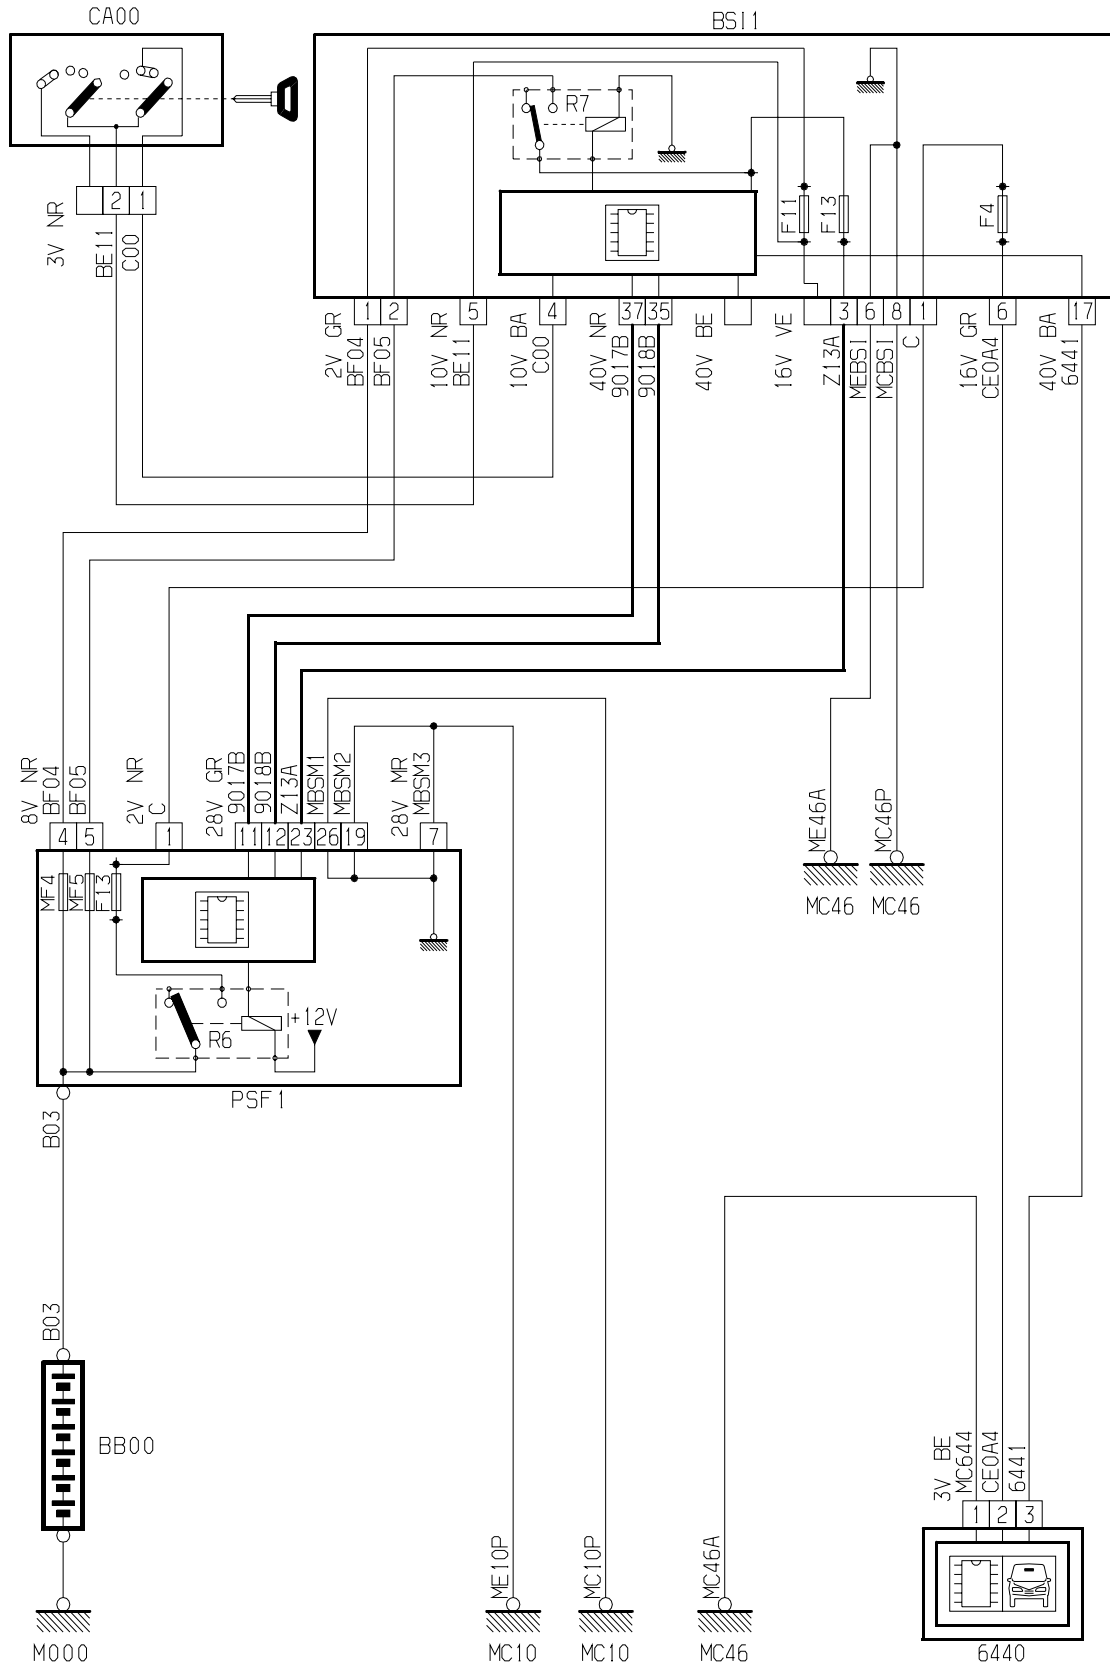 CA00
BSI1
R7
F11
F13
F4
2
1
3V NR
BE11
C00
1
2
5
4
37
35
3
6
8
1
6
17
2V GR
BF04
BF05
10V NR
BE11
10V BA
C00
40V NR
9017B
9018B
40V BE
16V VE
Z13A
MEBSI
MCBSI
C
16V GR
CE0A4
40V BA
6441
8V NR
BF04
BF05
2V NR
C
28V GR
9017B
9018B
Z13A
MBSM1
MBSM2
28V MR
MBSM3
4
5
1
11
12
23
26
19
7
ME46A
MC46P
MC46
MC46
MF4
MF5
F13
R6
+12V
PSF1
B03
B03
BB00
M000
ME10P
MC10P
MC46A
MC10
MC10
MC46
3V BE
MC644
CE0A4
6441
1
2
3
6440